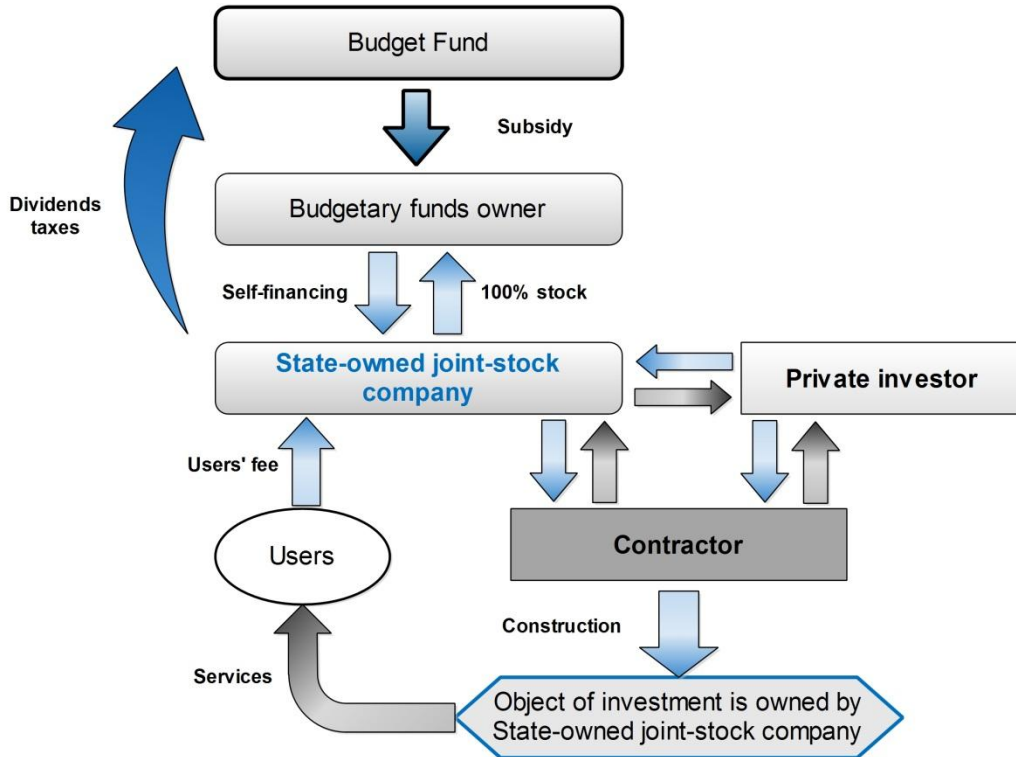 Budget Fund
Subsidy
Dividends
taxes
Budgetary funds owner
Self-financing
100% stock
State-owned joint-stock
company
Private investor
Users' fee
Users
Contractor
Construction
Services
Object of investment is owned by
State-owned joint-stock company